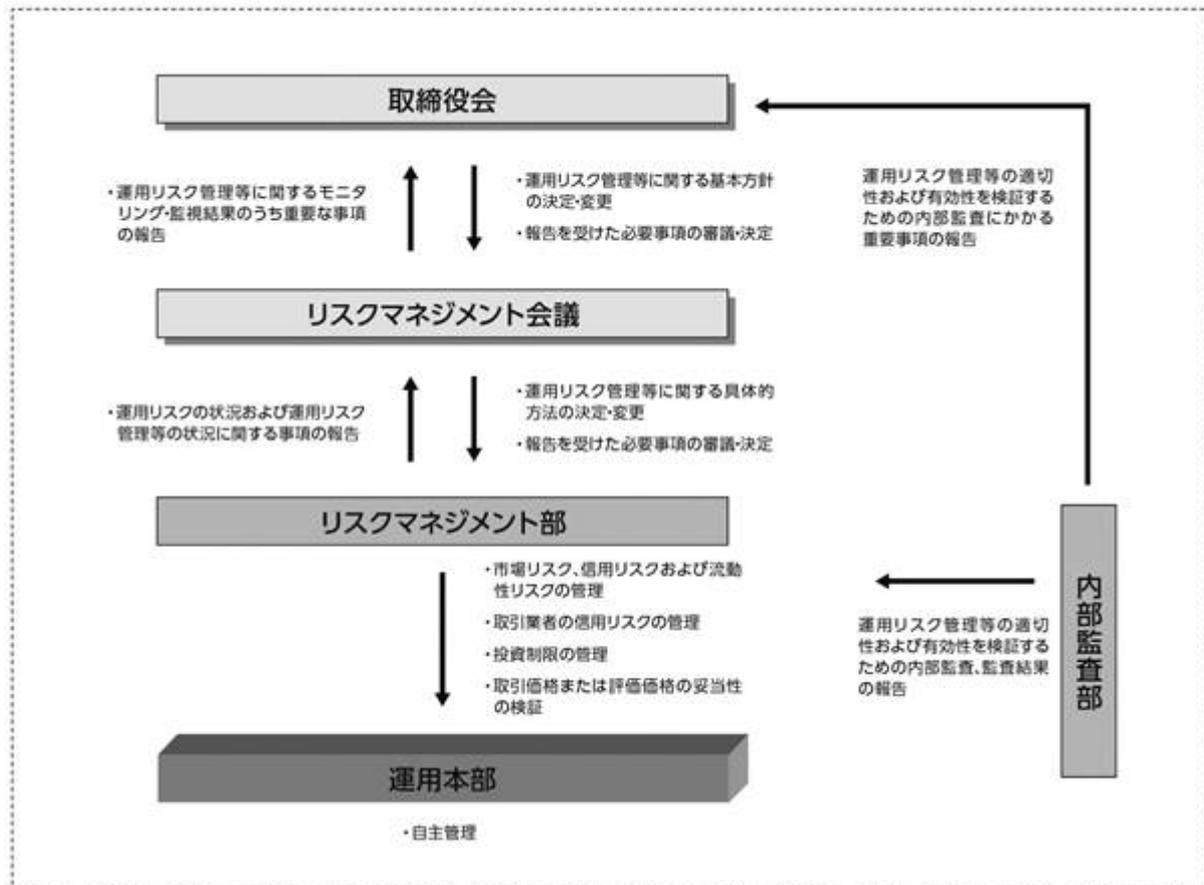 取締役会
・運用リスク管理等に関するモニタ
リング・監視結果のうち重要な事項
の報告
・運用リスク管理等に関する基本方針
の決定・変更
・報告を受けた必要事項の審議・決定
運用リスク管理等の適切
性および有効性を検証する
ための内部監査にかかる
重要事項の報告
リスクマネジメント会議
・運用リスクの状況および運用リスク
管理等の状況に関する事項の報告
・運用リスク管理等に関する具体的
方法の決定・変更
・報告を受けた必要事項の審議・決定
リスクマネジメント部
・市場リスク、信用リスクおよび流動
性リスクの管理
・取引業者の信用リスクの管理
・投資制限の管理
・取引価格または評価価格の妥当性
の検証
運用リスク管理等の適切
性および有効性を検証する
ための内部監査、監査結果
の報告
内部監査部
運用本部
・自主管理